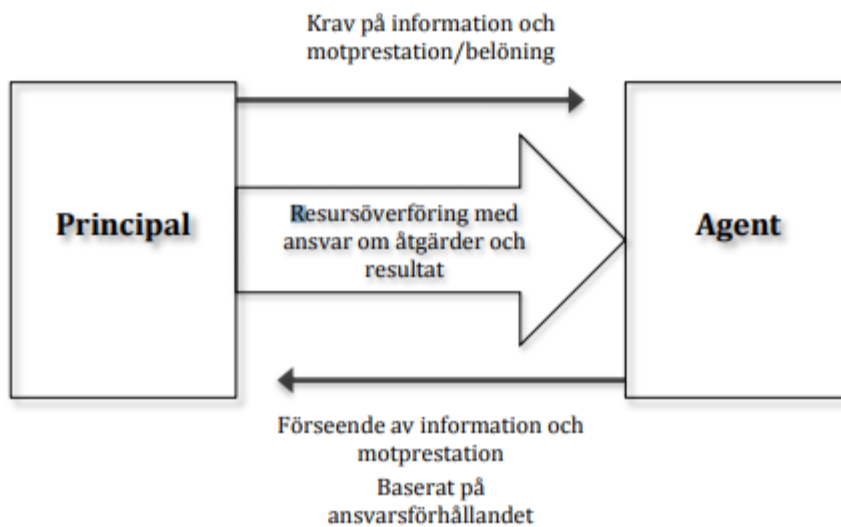 Krav på information och
motprestation/belöning
Principal
Resursöverföring med
ansvar om åtgärder och
resultat
Agent
Förseende av information och
motprestation
Baserat på
ansvarsförhållandet